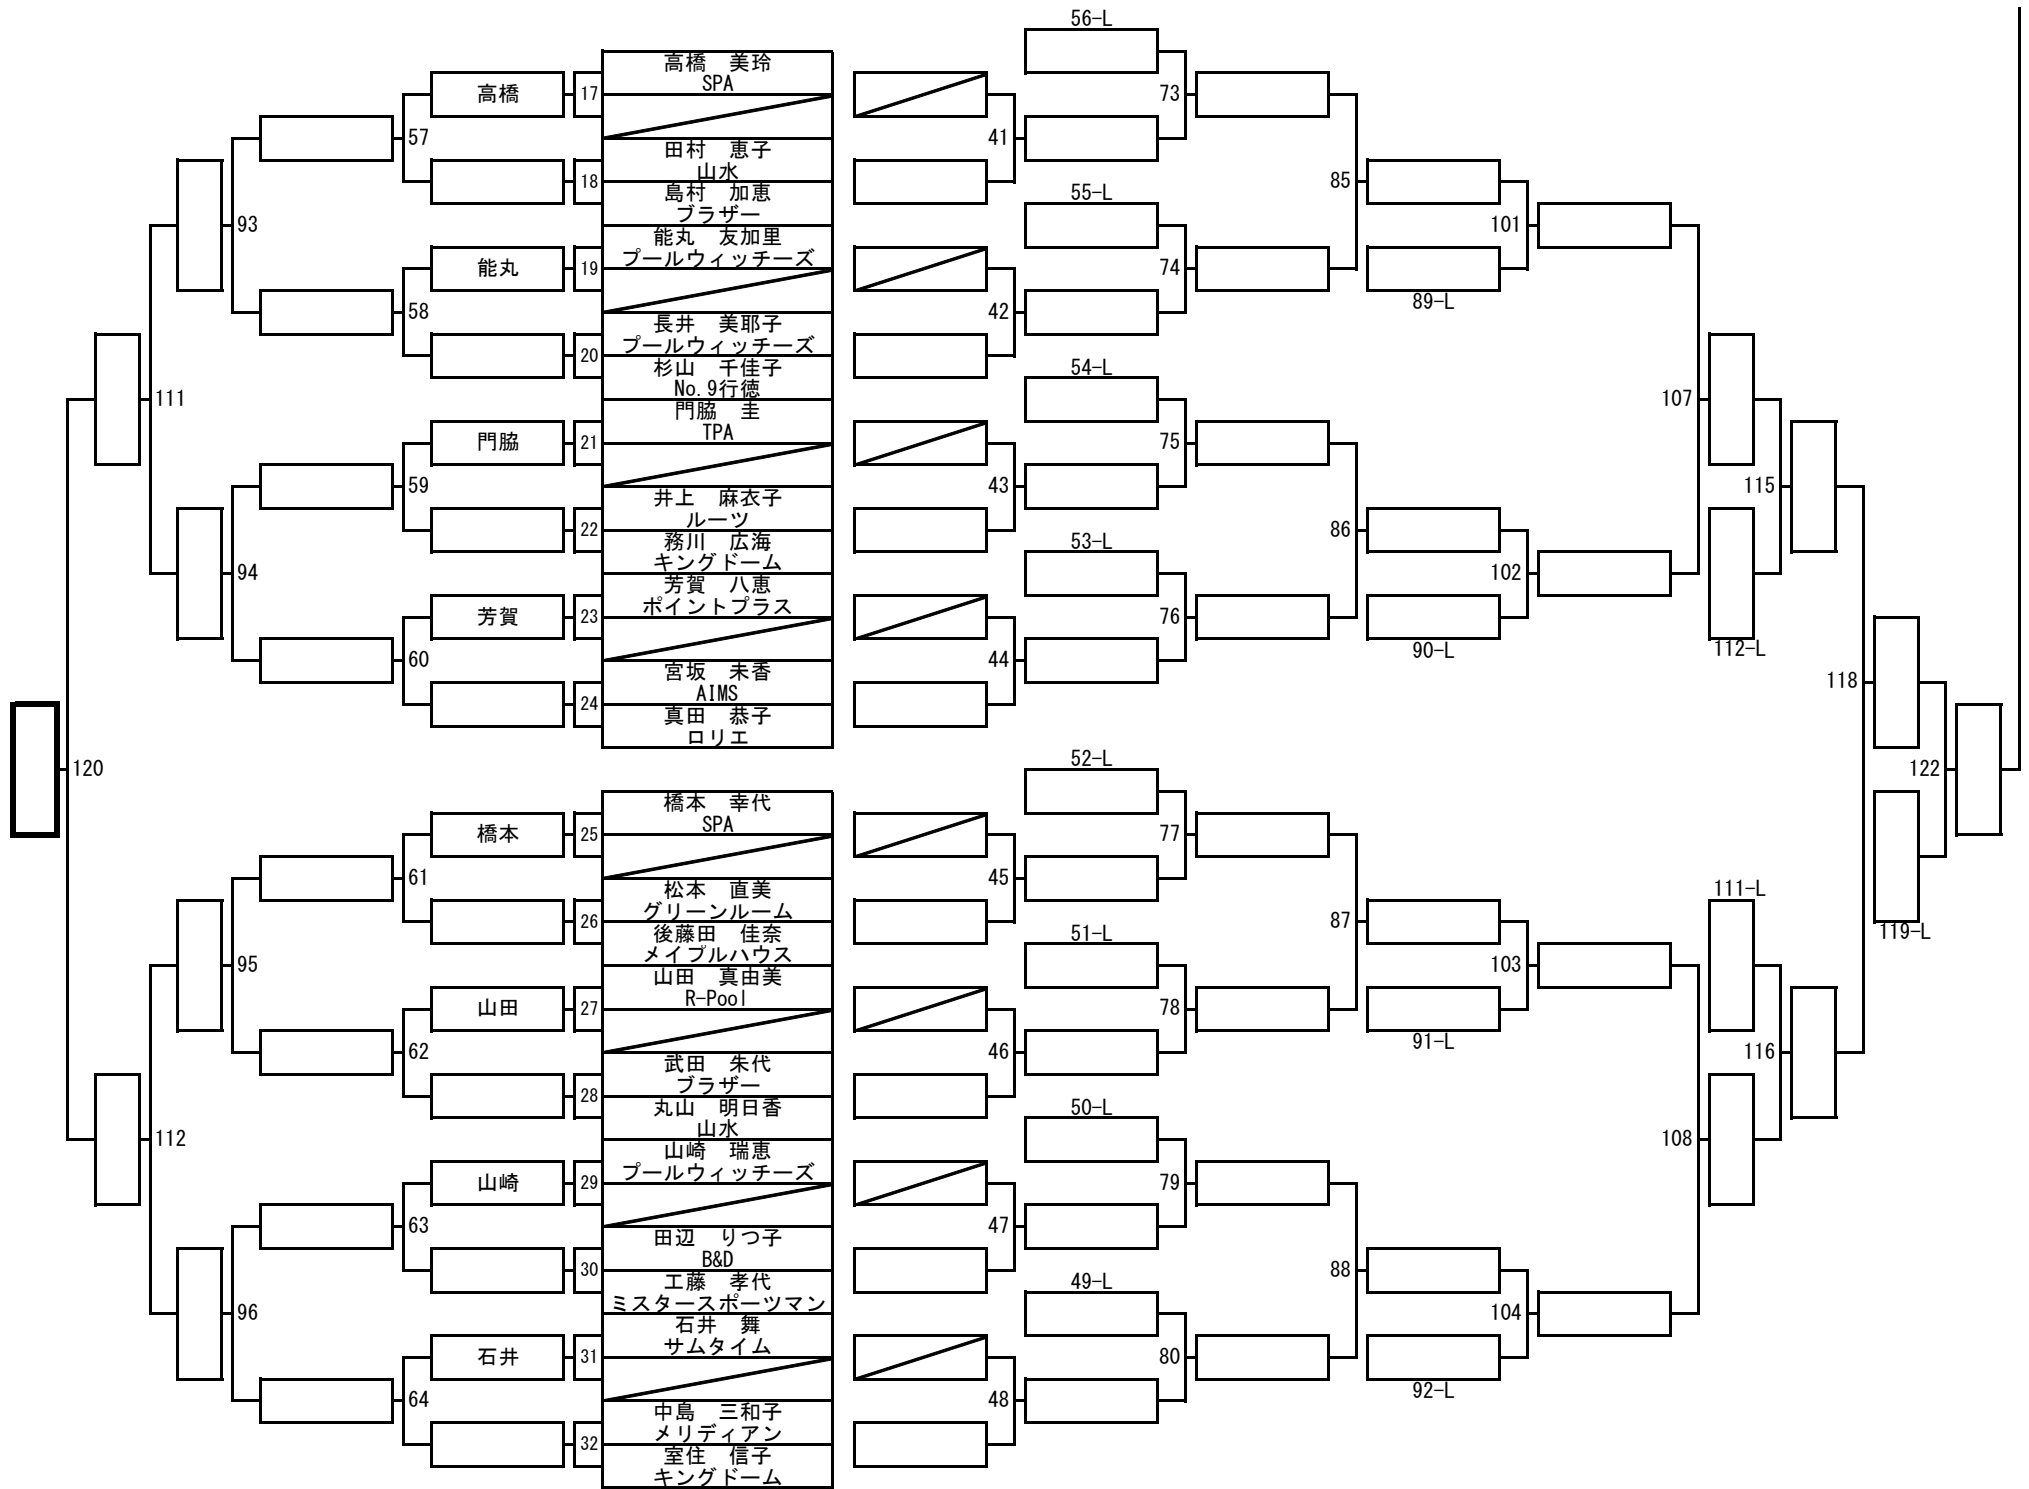 56-L
高橋　美玲
SPA
高橋
17
73
57
41
田村　恵子
山水
18
島村　加恵
ブラザー
55-L
85
93
101
能丸　友加里
プールウィッチーズ
能丸
19
74
89-L
58
42
長井　美耶子
プールウィッチーズ
20
杉山　千佳子
No.9行徳
54-L
111
107
門脇　圭
TPA
門脇
21
75
59
43
115
井上　麻衣子
ルーツ
22
務川　広海
キングドーム
53-L
86
94
102
芳賀　八恵
ポイントプラス
芳賀
23
76
90-L
112-L
60
44
宮坂　未香
AIMS
118
24
真田　恭子
ロリエ
52-L
120
122
橋本　幸代
SPA
橋本
25
77
61
45
松本　直美
グリーンルーム
111-L
26
後藤田　佳奈
メイプルハウス
51-L
87
119-L
95
103
山田　真由美
R-Pool
山田
27
78
91-L
62
46
116
武田　朱代
ブラザー
28
丸山　明日香
山水
50-L
112
108
山崎　瑞恵
プールウィッチーズ
山崎
29
79
63
47
田辺　りつ子
B&D
30
工藤　孝代
ミスタースポーツマン
49-L
88
96
104
石井　舞
サムタイム
石井
31
80
92-L
64
48
中島　三和子
メリディアン
32
室住　信子
キングドーム